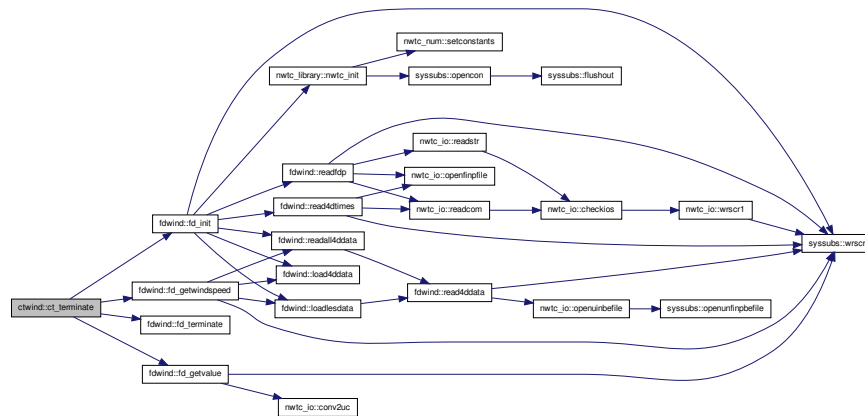 nwtc_num::setconstants
nwtc_library::nwtc_init
syssubs::opencon
syssubs::flushout
nwtc_io::readstr
fdwind::readfdp
nwtc_io::openfinpfile
fdwind::read4dtimes
nwtc_io::readcom
nwtc_io::checkios
nwtc_io::wrscr1
fdwind::fd_init
fdwind::readall4ddata
syssubs::wrscr
fdwind::load4ddata
fdwind::fd_getwindspeed
fdwind::read4ddata
ctwind::ct_terminate
fdwind::loadlesdata
nwtc_io::openuinbefile
syssubs::openunfinpbefile
fdwind::fd_terminate
fdwind::fd_getvalue
nwtc_io::conv2uc